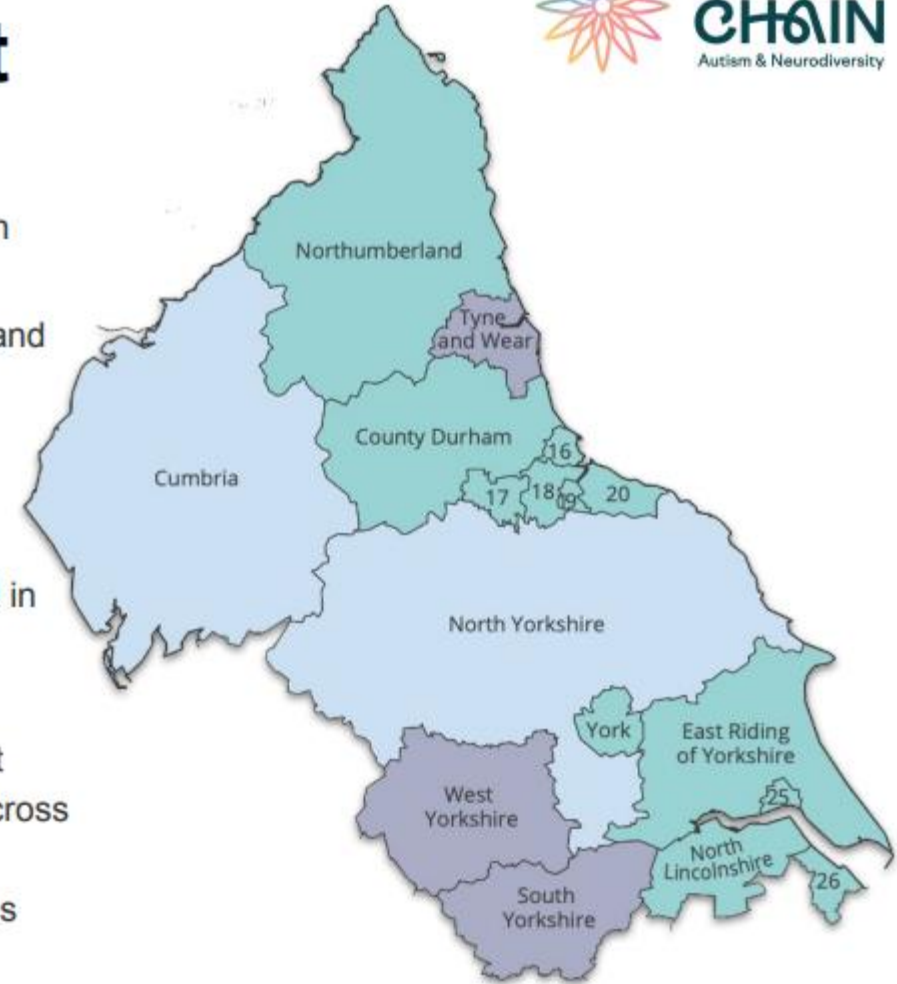 t
CHAIN
Autism & Neurodiversity
n
and
in
t
cross
s
Northumberland
Tyne
and Wear
County Durham
16
17
18
19
20
Cumbria
North Yorkshire
York
East Riding
of Yorkshire
25
West
Yorkshire
North
Lincolnshire
26
South
Yorkshire